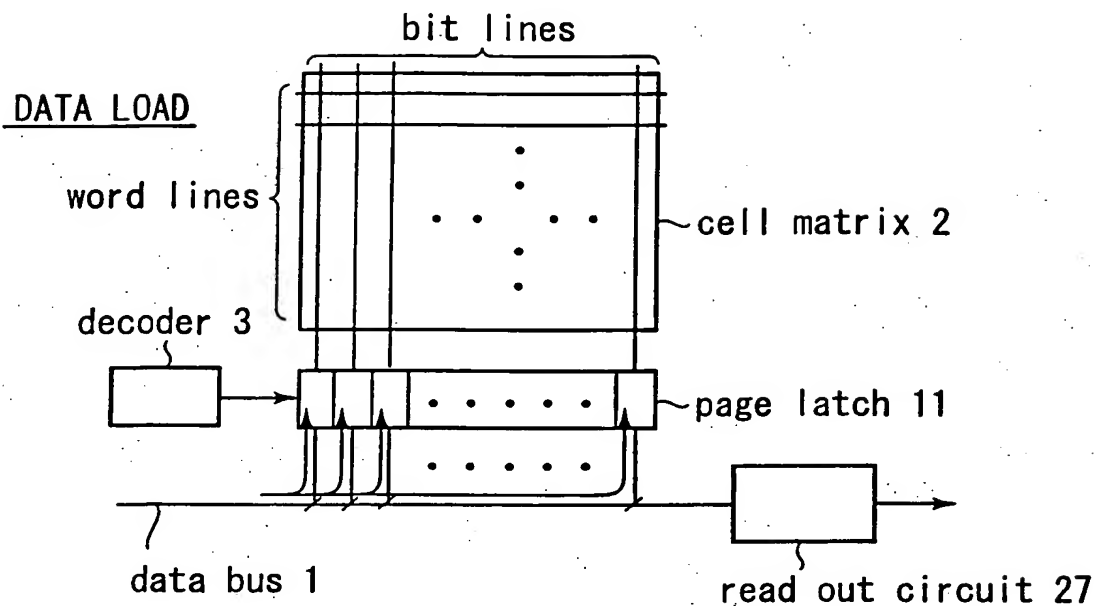 bit lines
DATA LOAD
word lines
cell matrix 2
decoder 3
page latch 11
data bus 1
read out circuit 27